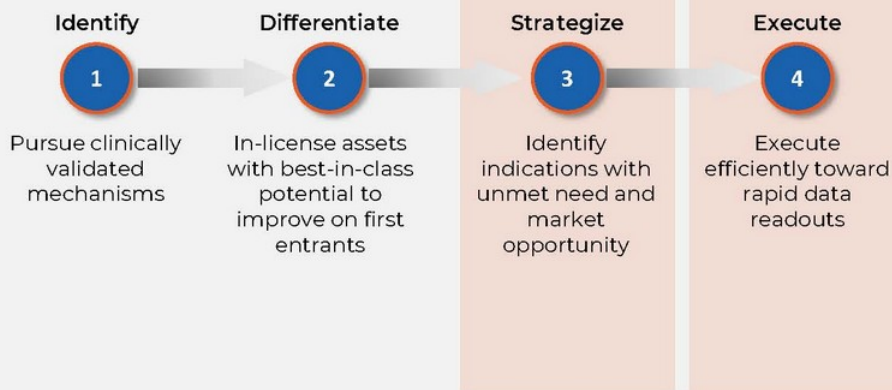 Identify
1
Pursue clinically
validated
mechanisms
Differentiate
2
In-license assets
with best-in-class
potential to
improve on first
entrants
Strategize
3
Identify
indications with
unmet need and
market
opportunity
Execute
4
Execute
efficiently toward
rapid data
readouts